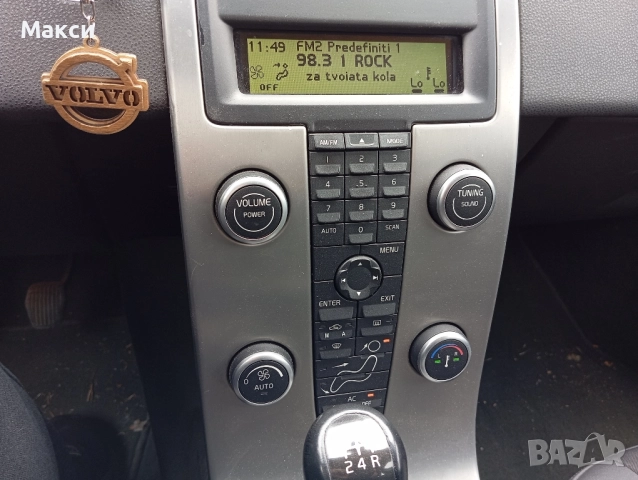 Макси
VOLVO
11:49 FM2 Predefiniti 1
98.3 1 ROCK
za tvoiata kola
OFF
Lo Lo
AM/FM MODE
1 2 3
4 .5. 6
7 8 9
AUTO 0 SCAN
VOLUME
POWER
TUNING
SOUND
MENU
ENTER EXIT
M A
0 AUTO
AC
OFF
2 4 R
BAZAR